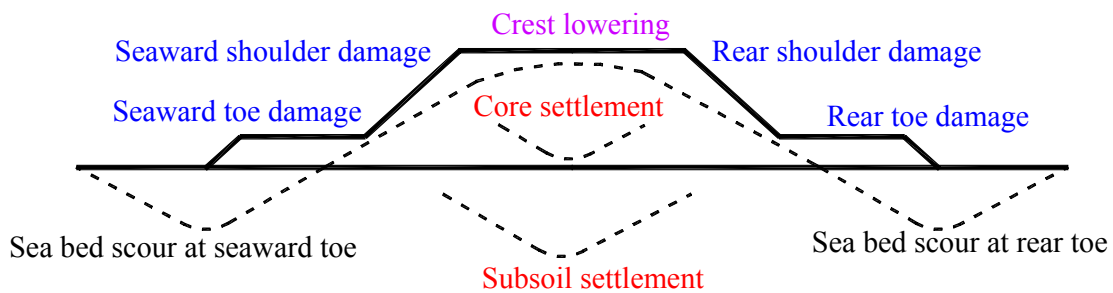 Crest lowering
Seaward shoulder damage
Rear shoulder damage
Seaward toe damage
Core settlement
Rear toe damage
Sea bed scour at seaward toe
Sea bed scour at rear toe
Subsoil settlement